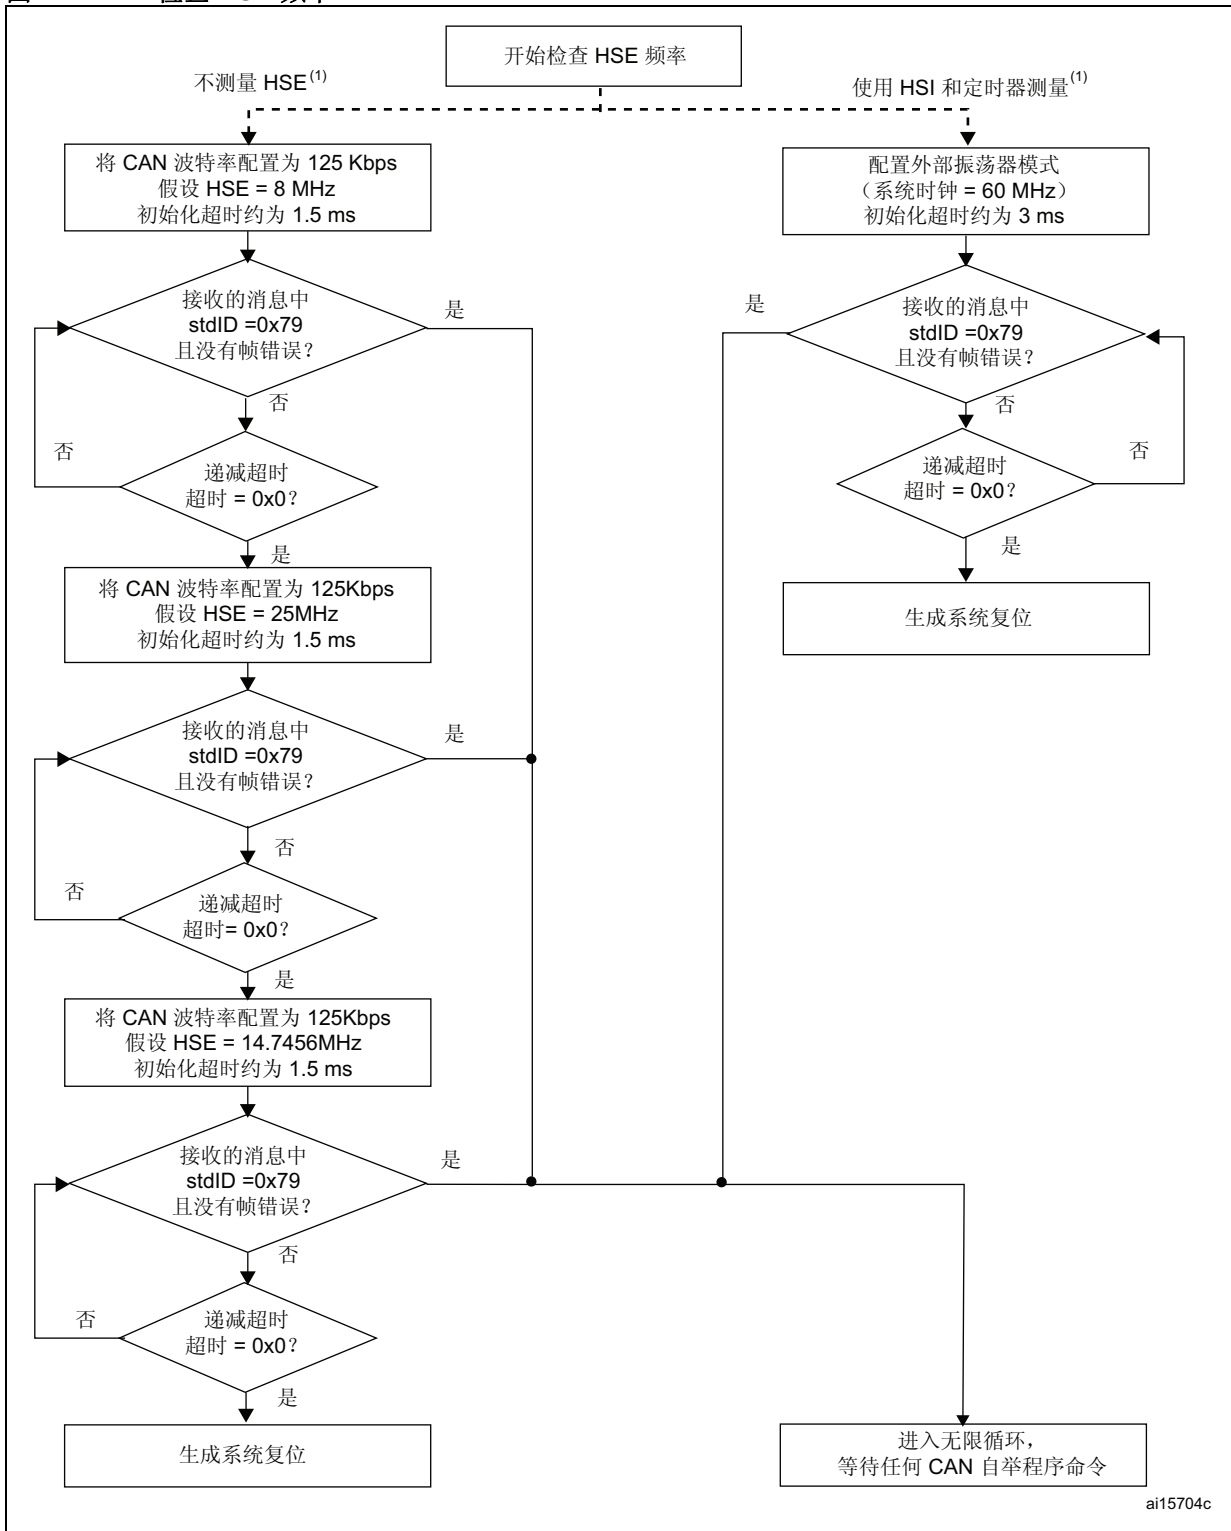 开始检查 HSE 频率
不测量 HSE(1)
使用 HSI 和定时器测量(1)
将 CAN 波特率配置为 125 Kbps
假设 HSE = 8 MHz
初始化超时约为 1.5 ms
配置外部振荡器模式
（系统时钟 = 60 MHz）
初始化超时约为 3 ms
接收的消息中
stdID =0x79
且没有帧错误？
是
否
递减超时
超时 = 0x0？
否
是
是
接收的消息中
stdID =0x79
且没有帧错误？
否
递减超时
超时 = 0x0？
否
是
生成系统复位
将 CAN 波特率配置为 125Kbps
假设 HSE = 25MHz
初始化超时约为 1.5 ms
接收的消息中
stdID =0x79
且没有帧错误？
是
否
递减超时
超时= 0x0？
否
是
将 CAN 波特率配置为 125Kbps
假设 HSE = 14.7456MHz
初始化超时约为 1.5 ms
接收的消息中
stdID =0x79
且没有帧错误？
是
否
递减超时
超时 = 0x0？
否
是
生成系统复位
进入无限循环，
等待任何 CAN 自举程序命令
ai15704c